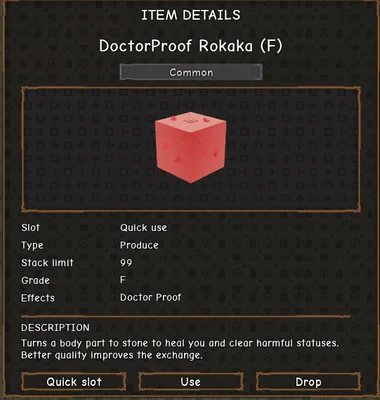 ITEM DETAILS
DoctorProof Rokaka (F)
Common
Slot Quick use
Type Produce
Stack limit 99
Grade F
Effects Doctor Proof
DESCRIPTION
Turns a body part to stone to heal you and clear harmful statuses.
Better quality improves the exchange.
Quick slot Use Drop